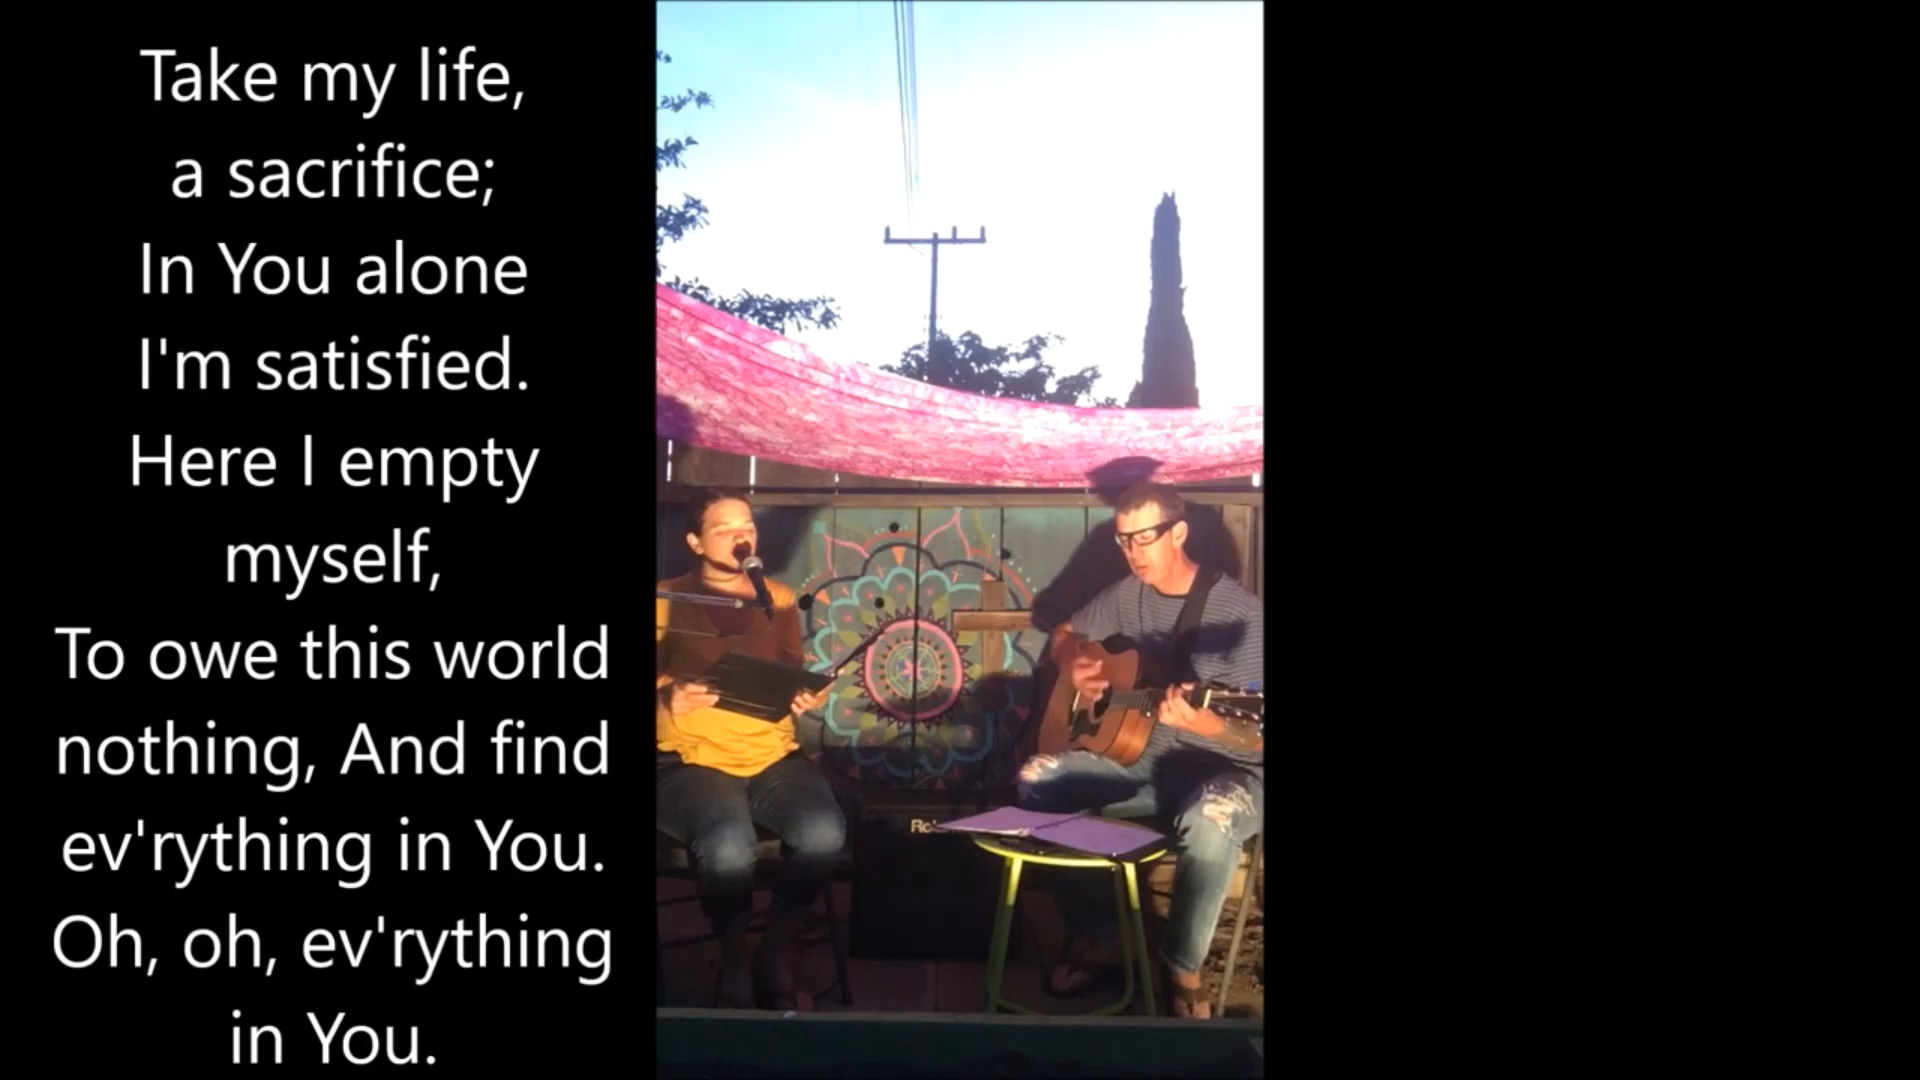 Take my life,
a sacrifice;
In You alone
I'm satisfied.
Here I empty
myself,
To owe this world
nothing, And find
ev'rything in You.
Oh, oh, ev'rything
in You.